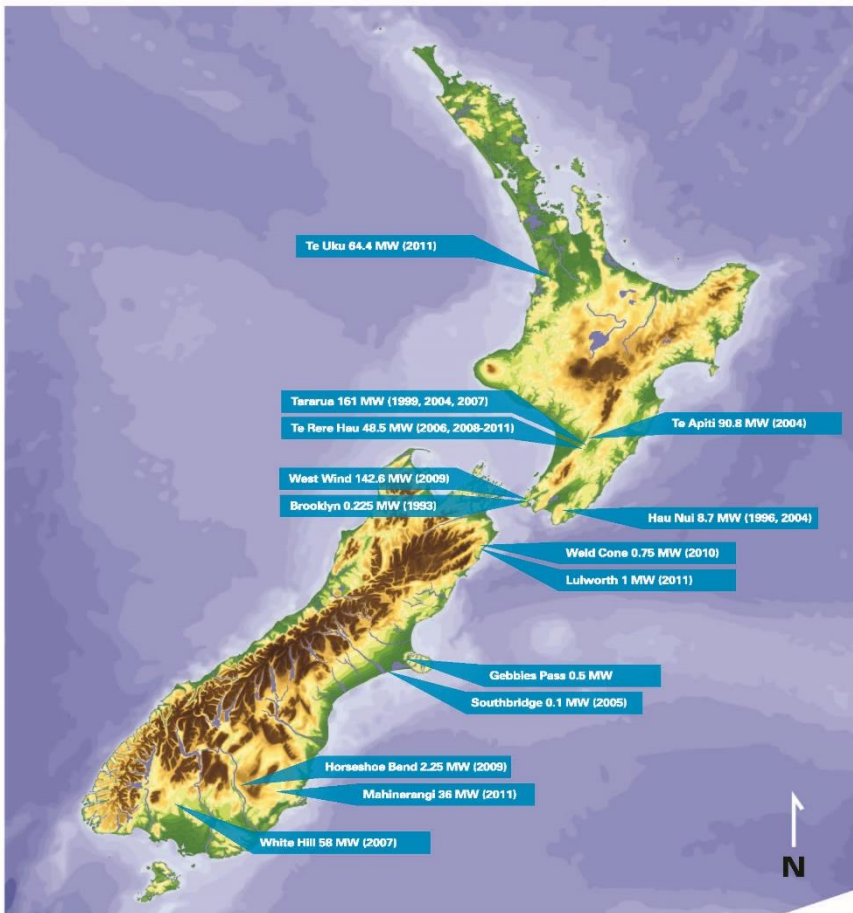 Te Uku 64.4 MW (2011)
Tararua 161 MW (1999, 2004, 2007)
Te Rere Hau 48.5 MW (2006, 2008-2011)
Te Apiti 90.8 MW (2004)
West Wind 142.6 MW (2009)
Brooklyn 0.225 MW (1993)
Hau Nui 8.7 MW (1996, 2004)
Weld Cone 0.75 MW (2010)
Lulworth 1 MW (2011)
Gebbies Pass 0.5 MW
Southbridge 0.1 MW (2005)
Horseshoe Bend 2.25 MW (2009)
Mahinerangi 36 MW (2011)
White Hill 58 MW (2007)
N